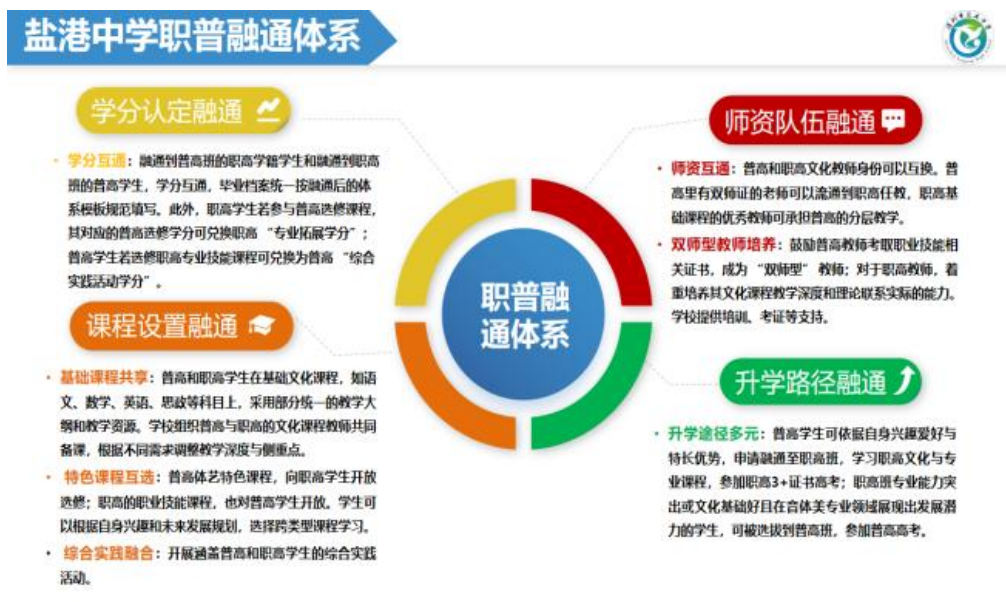 盐港中学职普融通体系
学分认定融通
学分互通：融通到普高班的职高学籍学生和融通到职高
班的普高学生，学分互通，毕业档案统一按融通后的体
系模板规范填写。此外，职高学生若参与普高选修课程，
其对应的普高选修学分可兑换职高“专业拓展学分”；
普高学生若选修职高专业技能课程可兑换为普高“综合
实践活动学分”。
课程设置融通
基础课程共享：普高和职高学生在基础文化课程，如语
文、数学、英语、思政等科目上，采用部分统一的教学大
纲和教学资源。学校组织普高与职高的文化课程教师共同
备课，根据不同需求调整教学深度与侧重点。
特色课程互选：普高体艺特色课程，向职高学生开放
选修；职高的职业技能课程，也对普高学生开放。学生可
以根据自身兴趣和未来发展规划，选择跨类型课程学习。
综合实践融合：开展涵盖普高和职高学生的综合实践
活动。
职普融
通体系
师资队伍融通
师资互通：普高和职高文化教师身份可以互换。普
高里有双师证的老师可以流通到职高任教，职高基
础课程的优秀教师可承担普高的分层教学。
双师型教师培养：鼓励普高教师考取职业技能相
关证书，成为“双师型”教师；对于职高教师，着
重培养其文化课程教学深度和理论联系实际的能力。
学校提供培训、考证等支持。
升学路径融通
升学途径多元：普高学生可依据自身兴趣爱好与
特长优势，申请融通至职高班，学习职高文化与专
业课程，参加职高3+证书高考；职高班专业能力突
出或文化基础好且在音体美专业领域展现出发展潜
力的学生，可被选拔到普高班，参加普高高考。